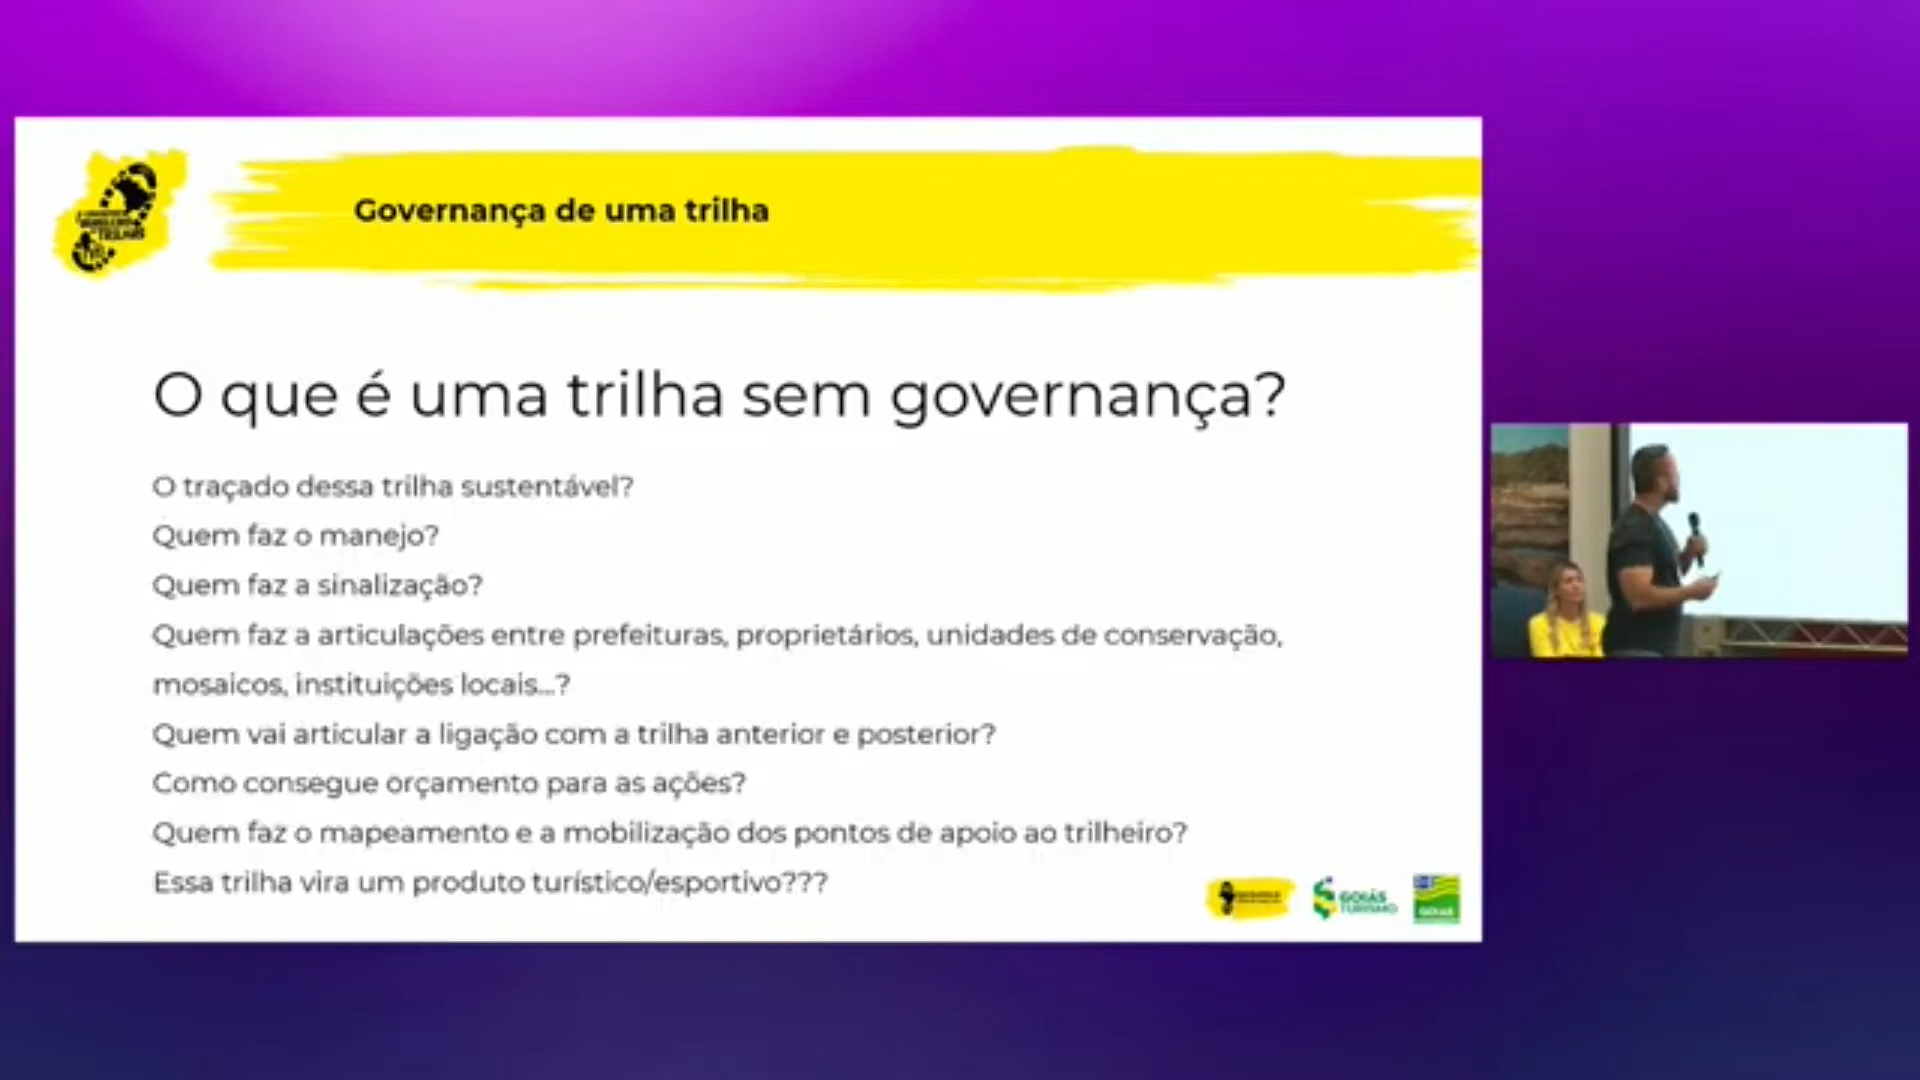 Governança de uma trilha
O que é uma trilha sem governança?
O traçado dessa trilha sustentável?
Quem faz o manejo?
Quem faz a sinalização?
Quem faz a articulações entre prefeituras, proprietários, unidades de conservação,
mosaicos, instituições locais...?
Quem vai articular a ligação com a trilha anterior e posterior?
Como consegue orçamento para as ações?
Quem faz o mapeamento e a mobilização dos pontos de apoio ao trilheiro?
Essa trilha vira um produto turístico/esportivo???
GOIÁS
TURISMO
GOIÁS